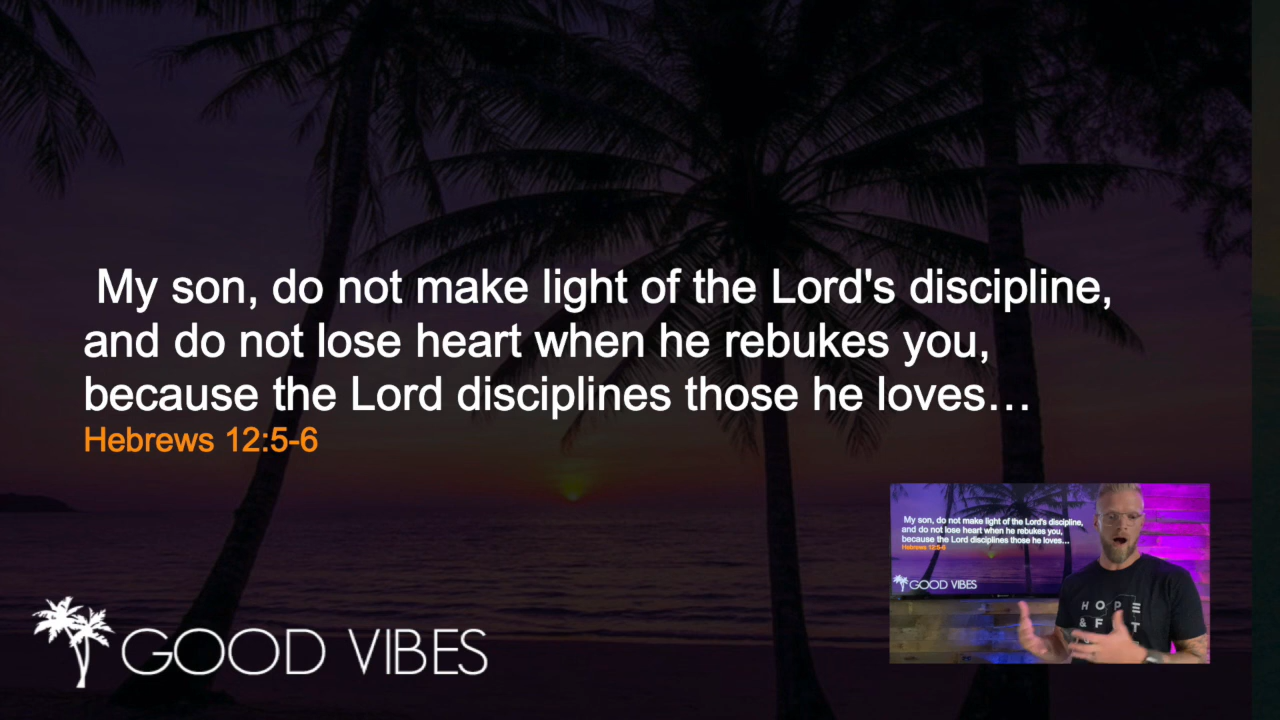 My son, do not make light of the Lord's discipline,
and do not lose heart when he rebukes you,
because the Lord disciplines those he loves…
Hebrews 12:5-6
GOOD VIBES
My son, do not make light of the Lord's discipline,
and do not lose heart when he rebukes you,
because the Lord disciplines those he loves…
Hebrews 12:5-6
GOOD VIBES
HOPE
&